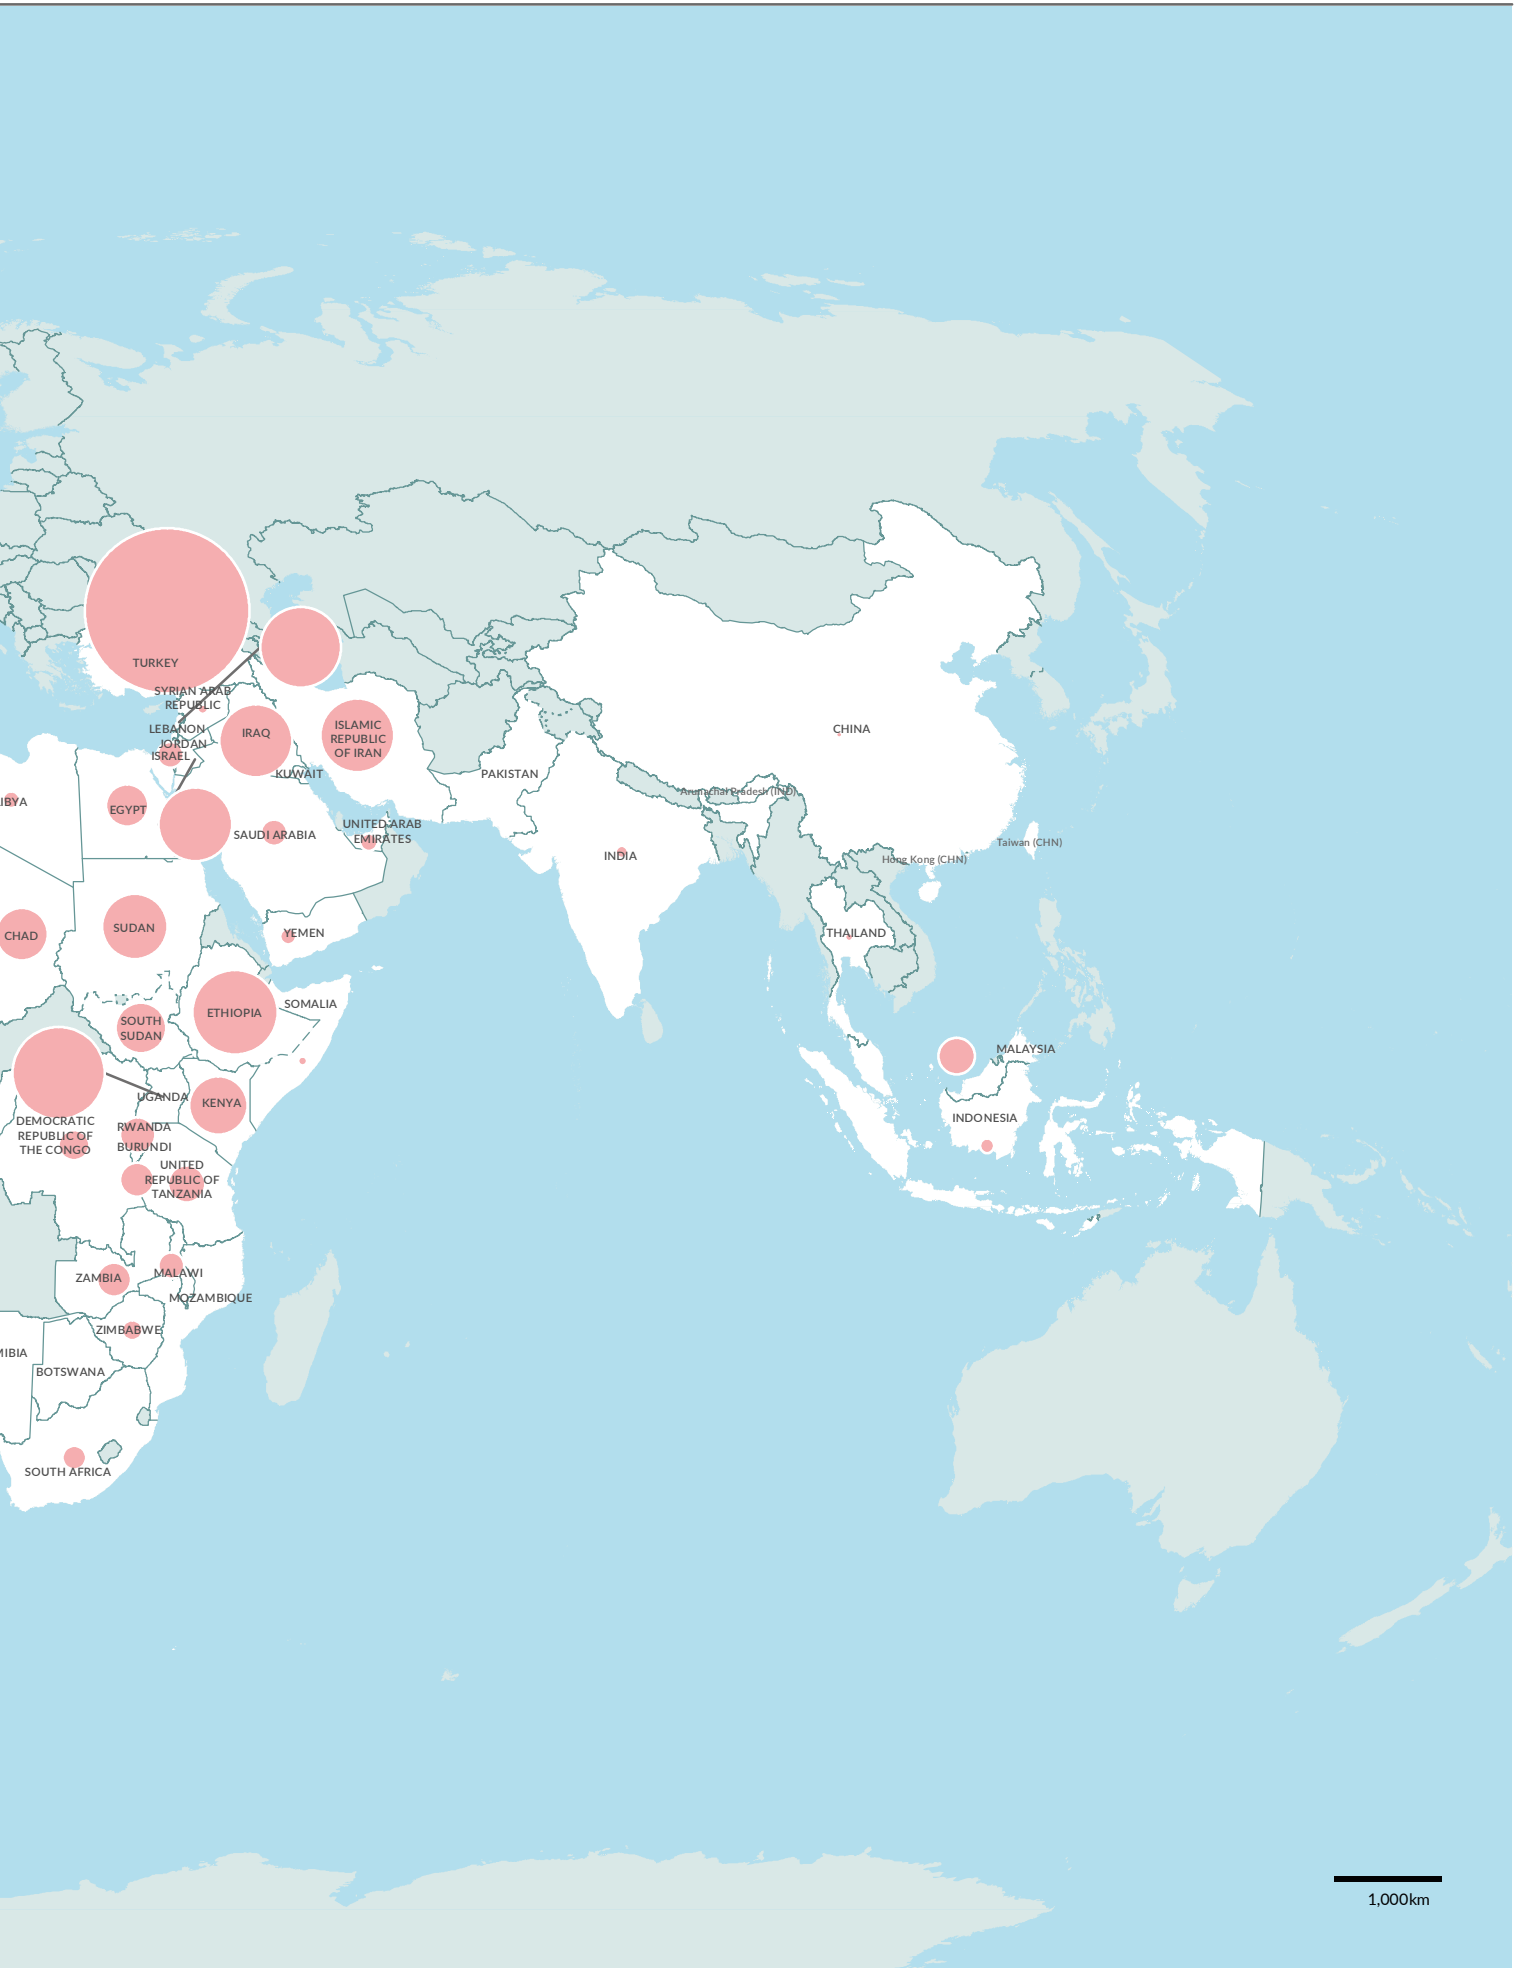 TURKEY
SYRIAN ARAB
REPUBLIC
LEBANON
JORDAN
ISRAEL
IRAQ
ISLAMIC
REPUBLIC
OF IRAN
KUWAIT
PAKISTAN
CHINA
IBYA
EGYPT
SAUDI ARABIA
UNITED ARAB
EMIRATES
Arunachal Pradesh (IND)
INDIA
Taiwan (CHN)
Hong Kong (CHN)
CHAD
SUDAN
YEMEN
THAILAND
ETHIOPIA
SOMALIA
SOUTH
SUDAN
MALAYSIA
UGANDA
KENYA
INDONESIA
DEMOCRATIC
REPUBLIC OF
THE CONGO
RWANDA
BURUNDI
UNITED
REPUBLIC OF
TANZANIA
ZAMBIA
MALAWI
MOZAMBIQUE
ZIMBABWE
MIBIA
BOTSWANA
SOUTH AFRICA
1,000km